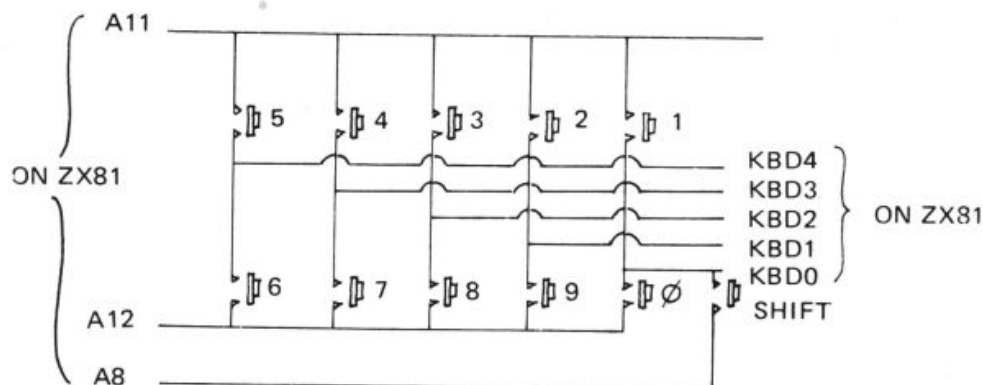 A11
5 4 3 2 1
KBD4
ON ZX81
KBD3
KBD2
ON ZX81
KBD1
KBD0
6 7 8 9 Ø
SHIFT
A12
A8